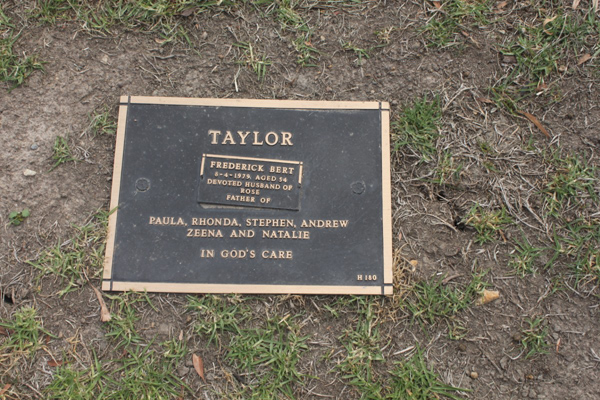 TAYLOR
FREDERICK BERT
6-4-1979, AGED 54
DEVOTED HUSBAND OF
ROSE
FATHER OF
PAULA, RHONDA, STEPHEN, ANDREW
ZEENA AND NATALIE
IN GOD'S CARE
H 160